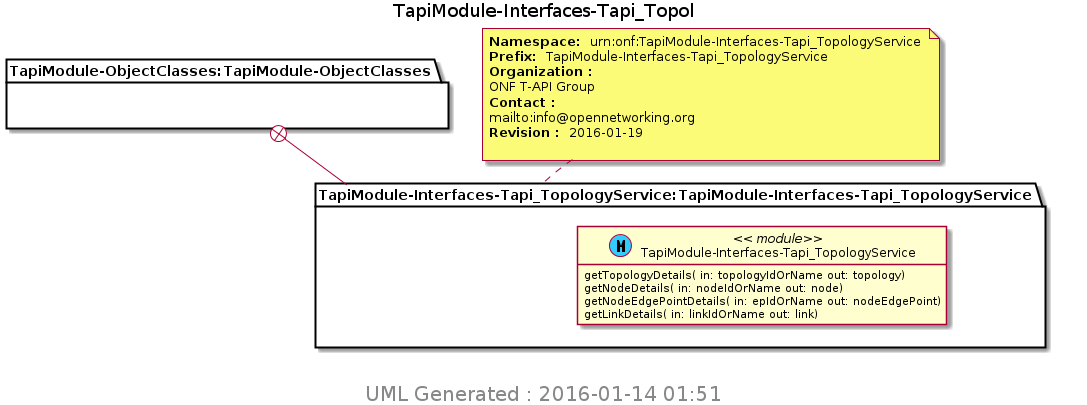 TapiModule-Interfaces-Tapi_Topol
Namespace: urn:onf:TapiModule-Interfaces-Tapi_TopologyService
Prefix: TapiModule-Interfaces-Tapi_TopologyService
Organization :
ONF T-API Group
Contact :
mailto:info@opennetworking.org
Revision : 2016-01-19
TapiModule-ObjectClasses:TapiModule-ObjectClasses
TapiModule-Interfaces-Tapi_TopologyService:TapiModule-Interfaces-Tapi_TopologyService
M
<< module>>
TapiModule-Interfaces-Tapi_TopologyService
getTopologyDetails( in: topologyIdOrName out: topology)
getNodeDetails( in: nodeIdOrName out: node)
getNodeEdgePointDetails( in: epIdOrName out: nodeEdgePoint)
getLinkDetails( in: linkIdOrName out: link)
UML Generated : 2016-01-14 01:51